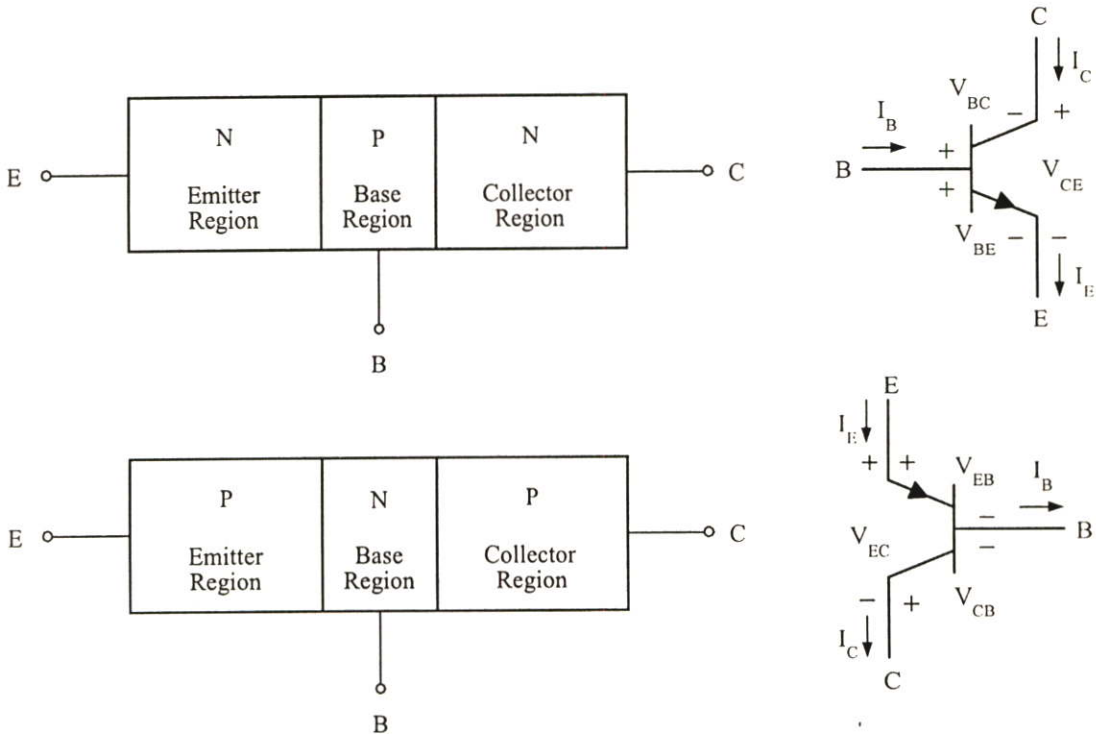 N P N
E Emitter Region Base Region Collector Region C
B
C
I_C
V_BC
− +
I_B
+
B V_CE
+
V_BE − −
I_E
E
P N P
E Emitter Region Base Region Collector Region C
B
E
I_E
+ + V_EB I_B
−
V_EC B
−
− + V_CB
I_C
C